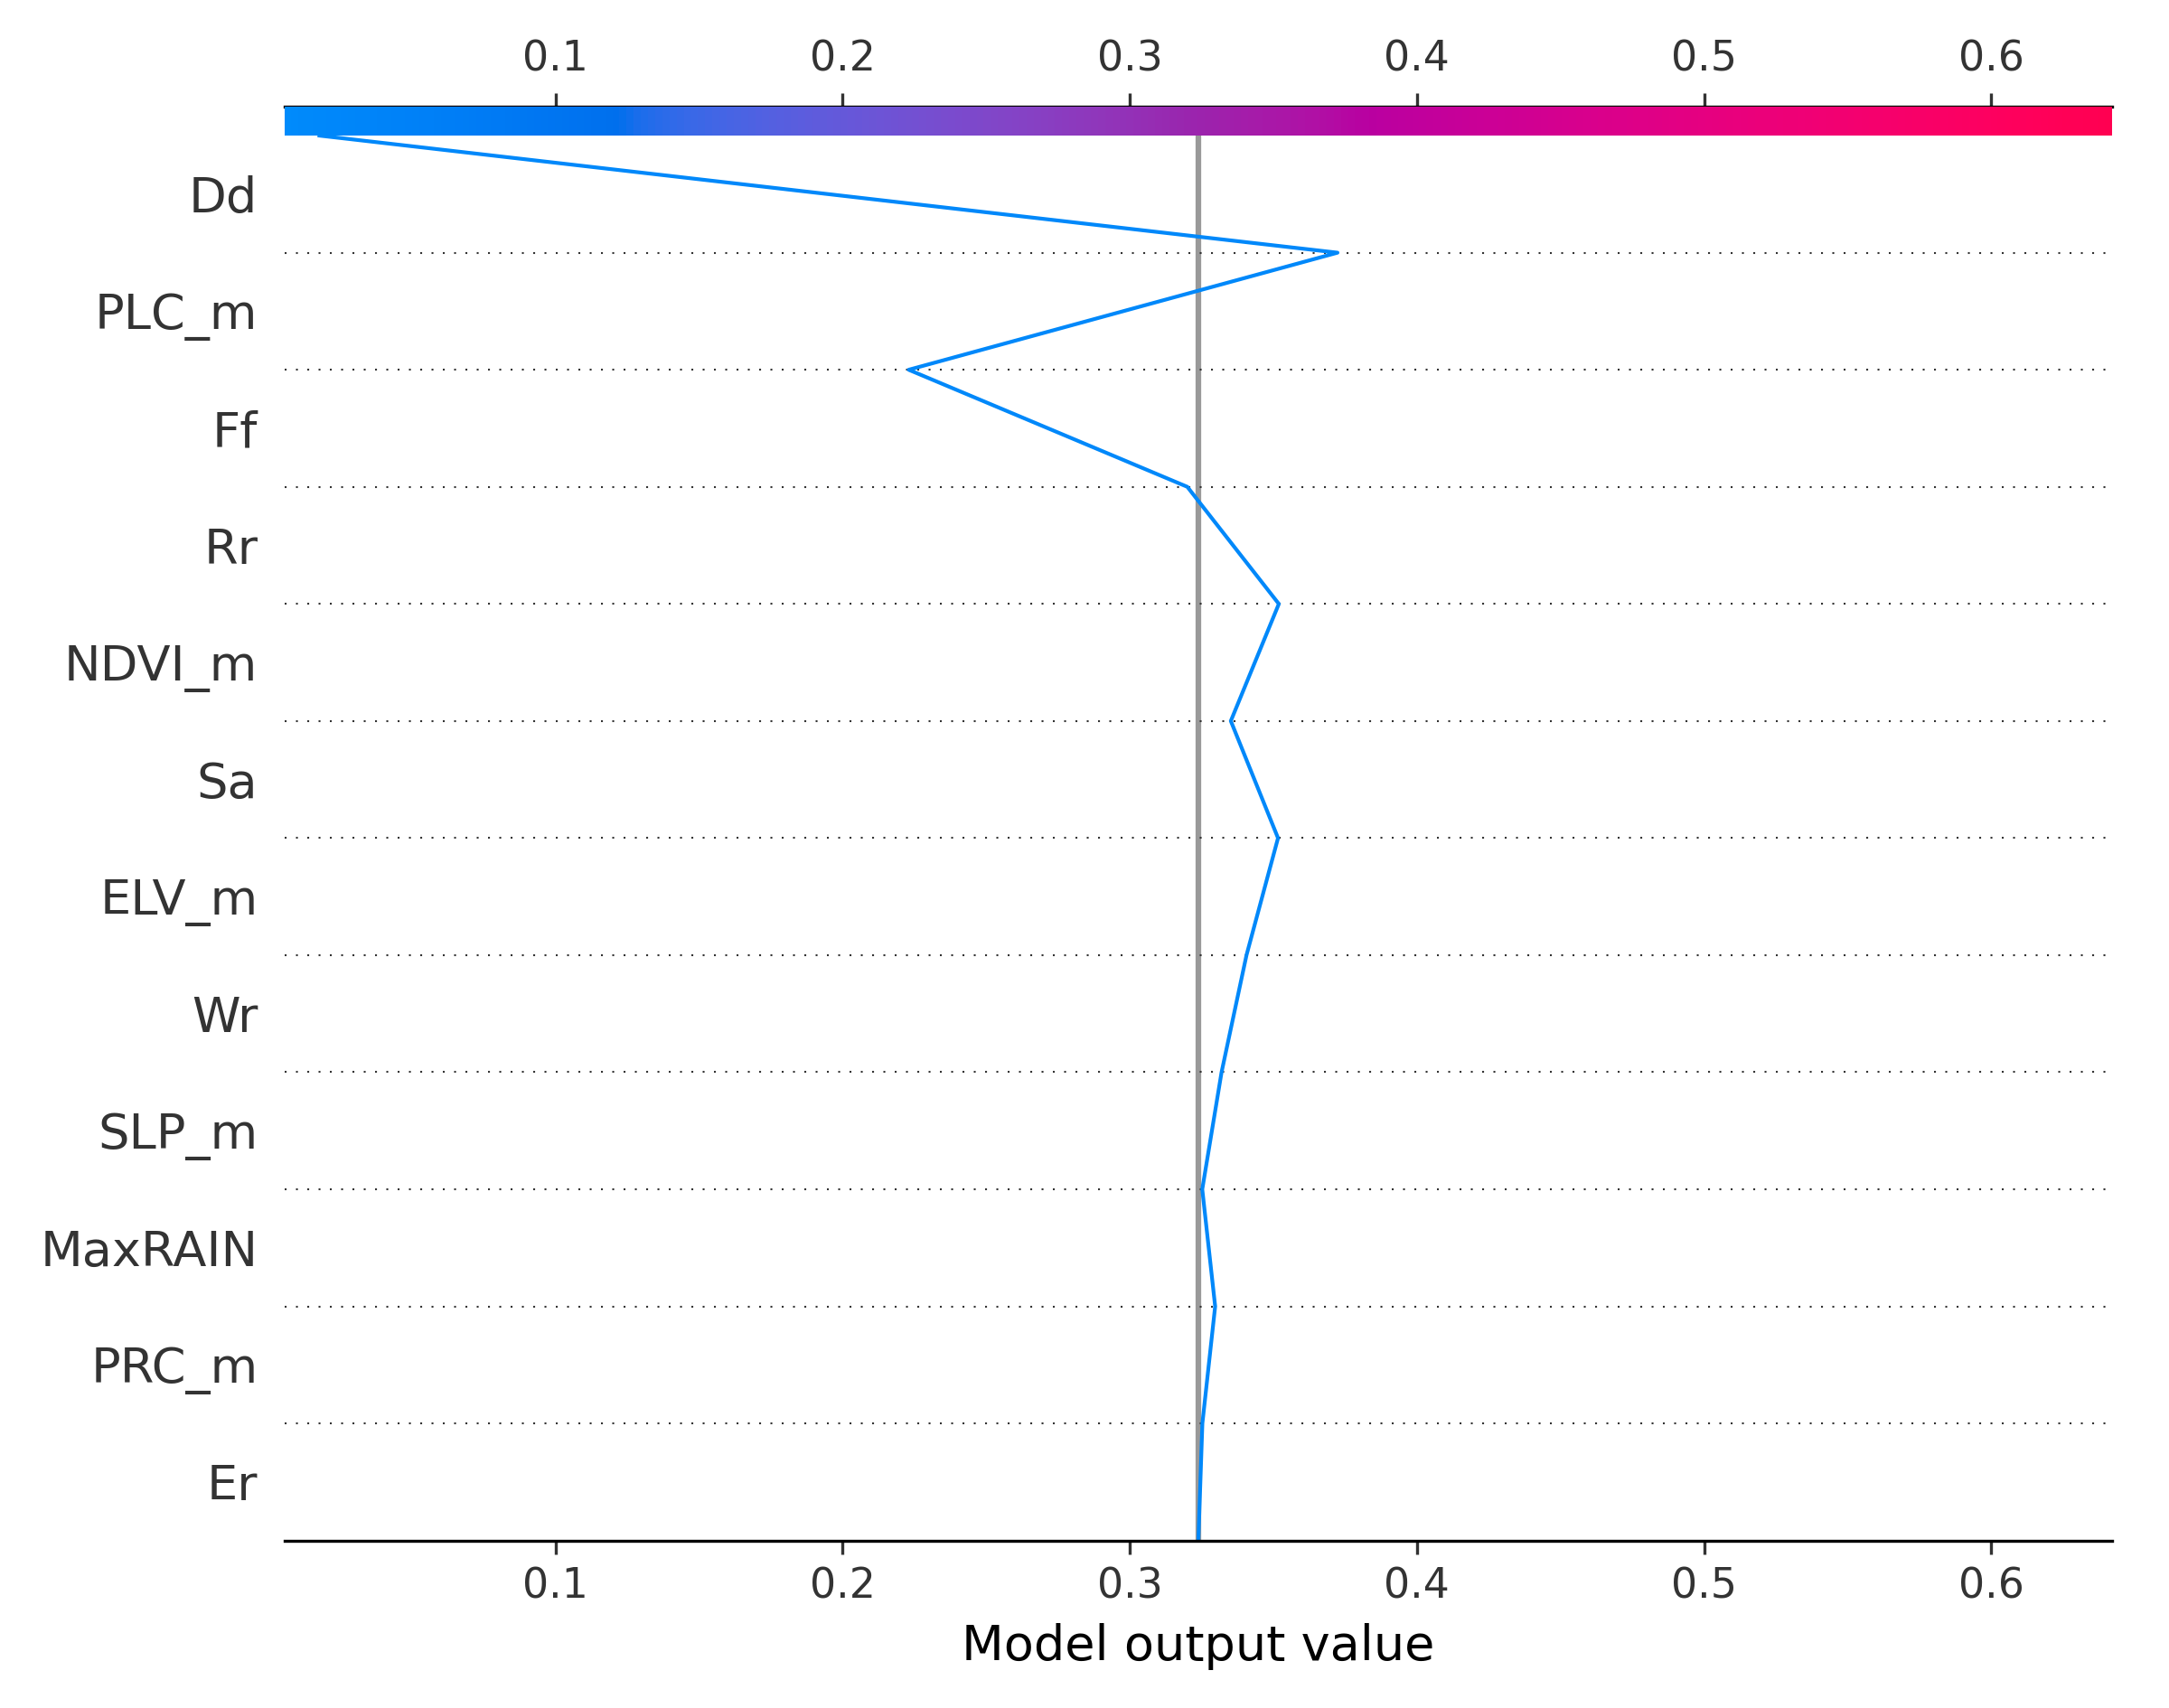 0.1 0.2 0.3 0.4 0.5 0.6
Dd
PLC_m
Ff
Rr
NDVI_m
Sa
ELV_m
Wr
SLP_m
MaxRAIN
PRC_m
Er
0.1 0.2 0.3 0.4 0.5 0.6
Model output value